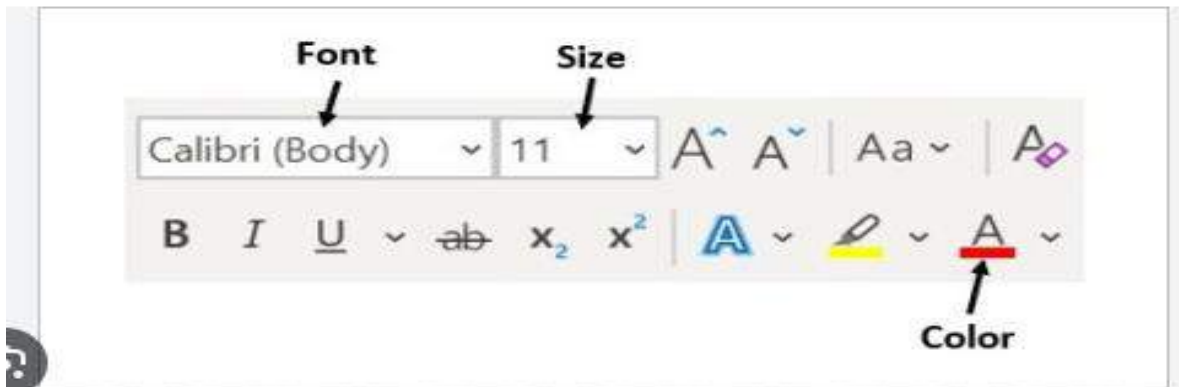 Font Size
Calibri (Body) 11 A A Aa A
B I U ab x₂ x² A A
Color